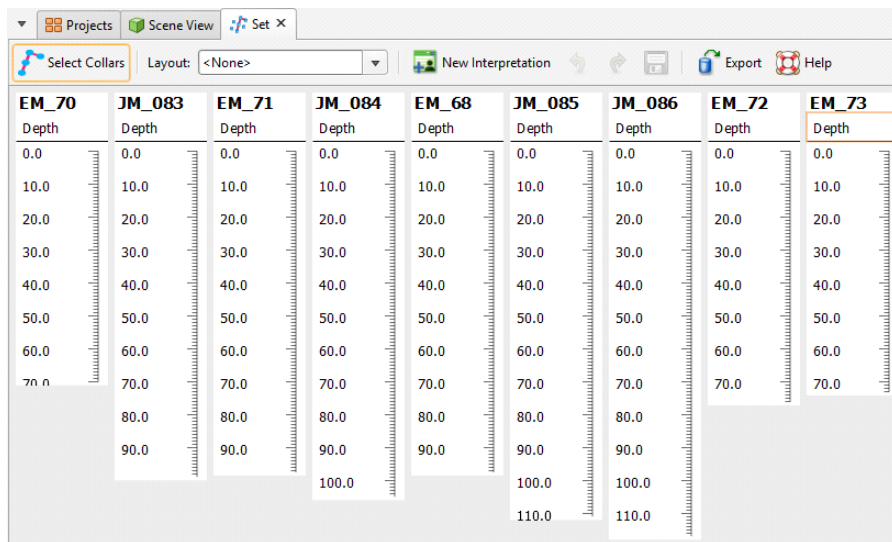 Projects Scene View Set
Select Collars Layout: <None> New Interpretation Export Help
EM_70 JM_083 EM_71 JM_084 EM_68 JM_085 JM_086 EM_72 EM_73
Depth Depth Depth Depth Depth Depth Depth Depth Depth
0.0 0.0 0.0 0.0 0.0 0.0 0.0 0.0 0.0
10.0 10.0 10.0 10.0 10.0 10.0 10.0 10.0 10.0
20.0 20.0 20.0 20.0 20.0 20.0 20.0 20.0 20.0
30.0 30.0 30.0 30.0 30.0 30.0 30.0 30.0 30.0
40.0 40.0 40.0 40.0 40.0 40.0 40.0 40.0 40.0
50.0 50.0 50.0 50.0 50.0 50.0 50.0 50.0 50.0
60.0 60.0 60.0 60.0 60.0 60.0 60.0 60.0 60.0
70.0 70.0 70.0 70.0 70.0 70.0 70.0 70.0 70.0
80.0 80.0 80.0 80.0 80.0 80.0
90.0 90.0 90.0 90.0 90.0 90.0
100.0 100.0 100.0
110.0 110.0